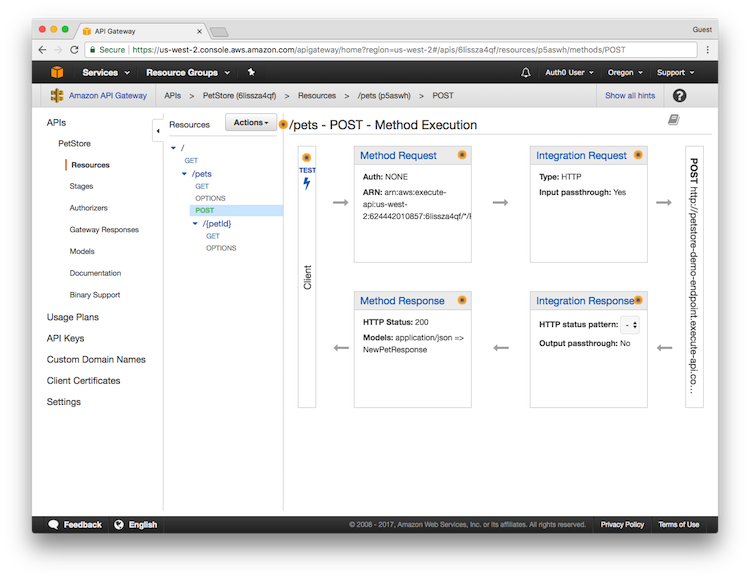 API Gateway
Guest
Secure
https://us-west-2.console.aws.amazon.com/apigateway/home?region=us-west-2#/apis/6lissza4qf/resources/p5aswh/methods/POST
Services
Resource Groups
Auth0 User
Oregon
Support
Amazon API Gateway
APIs > PetStore (6lissza4qf) > Resources > /pets (p5aswh) > POST
Show all hints
?
APIs
PetStore
Resources
Stages
Authorizers
Gateway Responses
Models
Documentation
Binary Support
Usage Plans
API Keys
Custom Domain Names
Client Certificates
Settings
Resources
Actions
/
GET
/pets
GET
OPTIONS
POST
/{petId}
GET
OPTIONS
/pets - POST - Method Execution
TEST
Client
Method Request
Auth: NONE
ARN: arn:aws:execute-
api:us-west-
2:624442010857:6lissza4qf/*/
Integration Request
Type: HTTP
Input passthrough: Yes
POST http://petstore-demo-endpoint.execute-api.co...
Method Response
HTTP Status: 200
Models: application/json =>
NewPetResponse
Integration Response
HTTP status pattern: -
Output passthrough: No
Feedback
English
© 2008 - 2017, Amazon Web Services, Inc. or its affiliates. All rights reserved.
Privacy Policy
Terms of Use